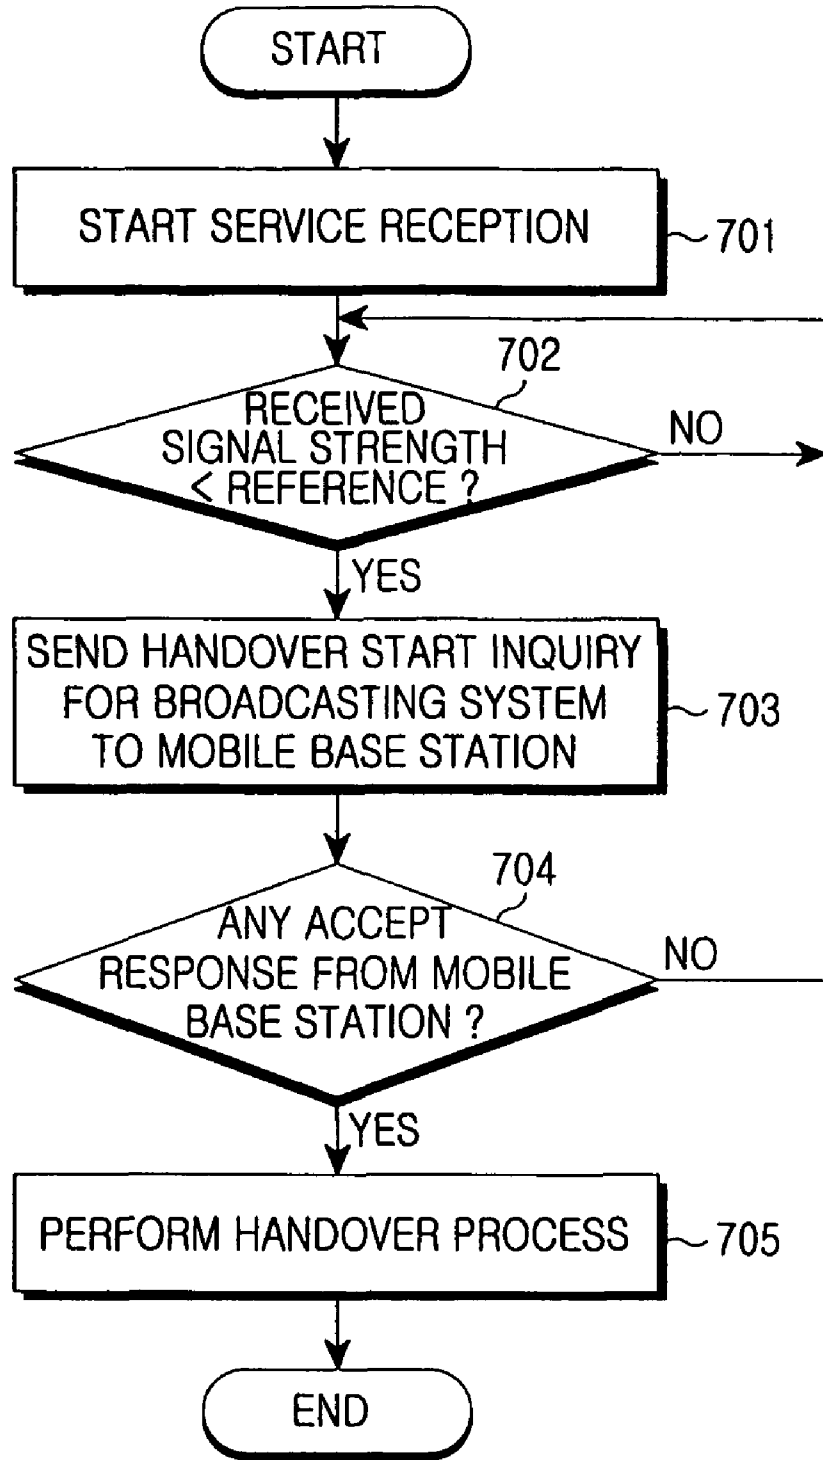 START
START SERVICE RECEPTION
701
702
RECEIVED
SIGNAL STRENGTH
< REFERENCE ?
NO
YES
SEND HANDOVER START INQUIRY
FOR BROADCASTING SYSTEM
TO MOBILE BASE STATION
703
704
ANY ACCEPT
RESPONSE FROM MOBILE
BASE STATION ?
NO
YES
PERFORM HANDOVER PROCESS
705
END